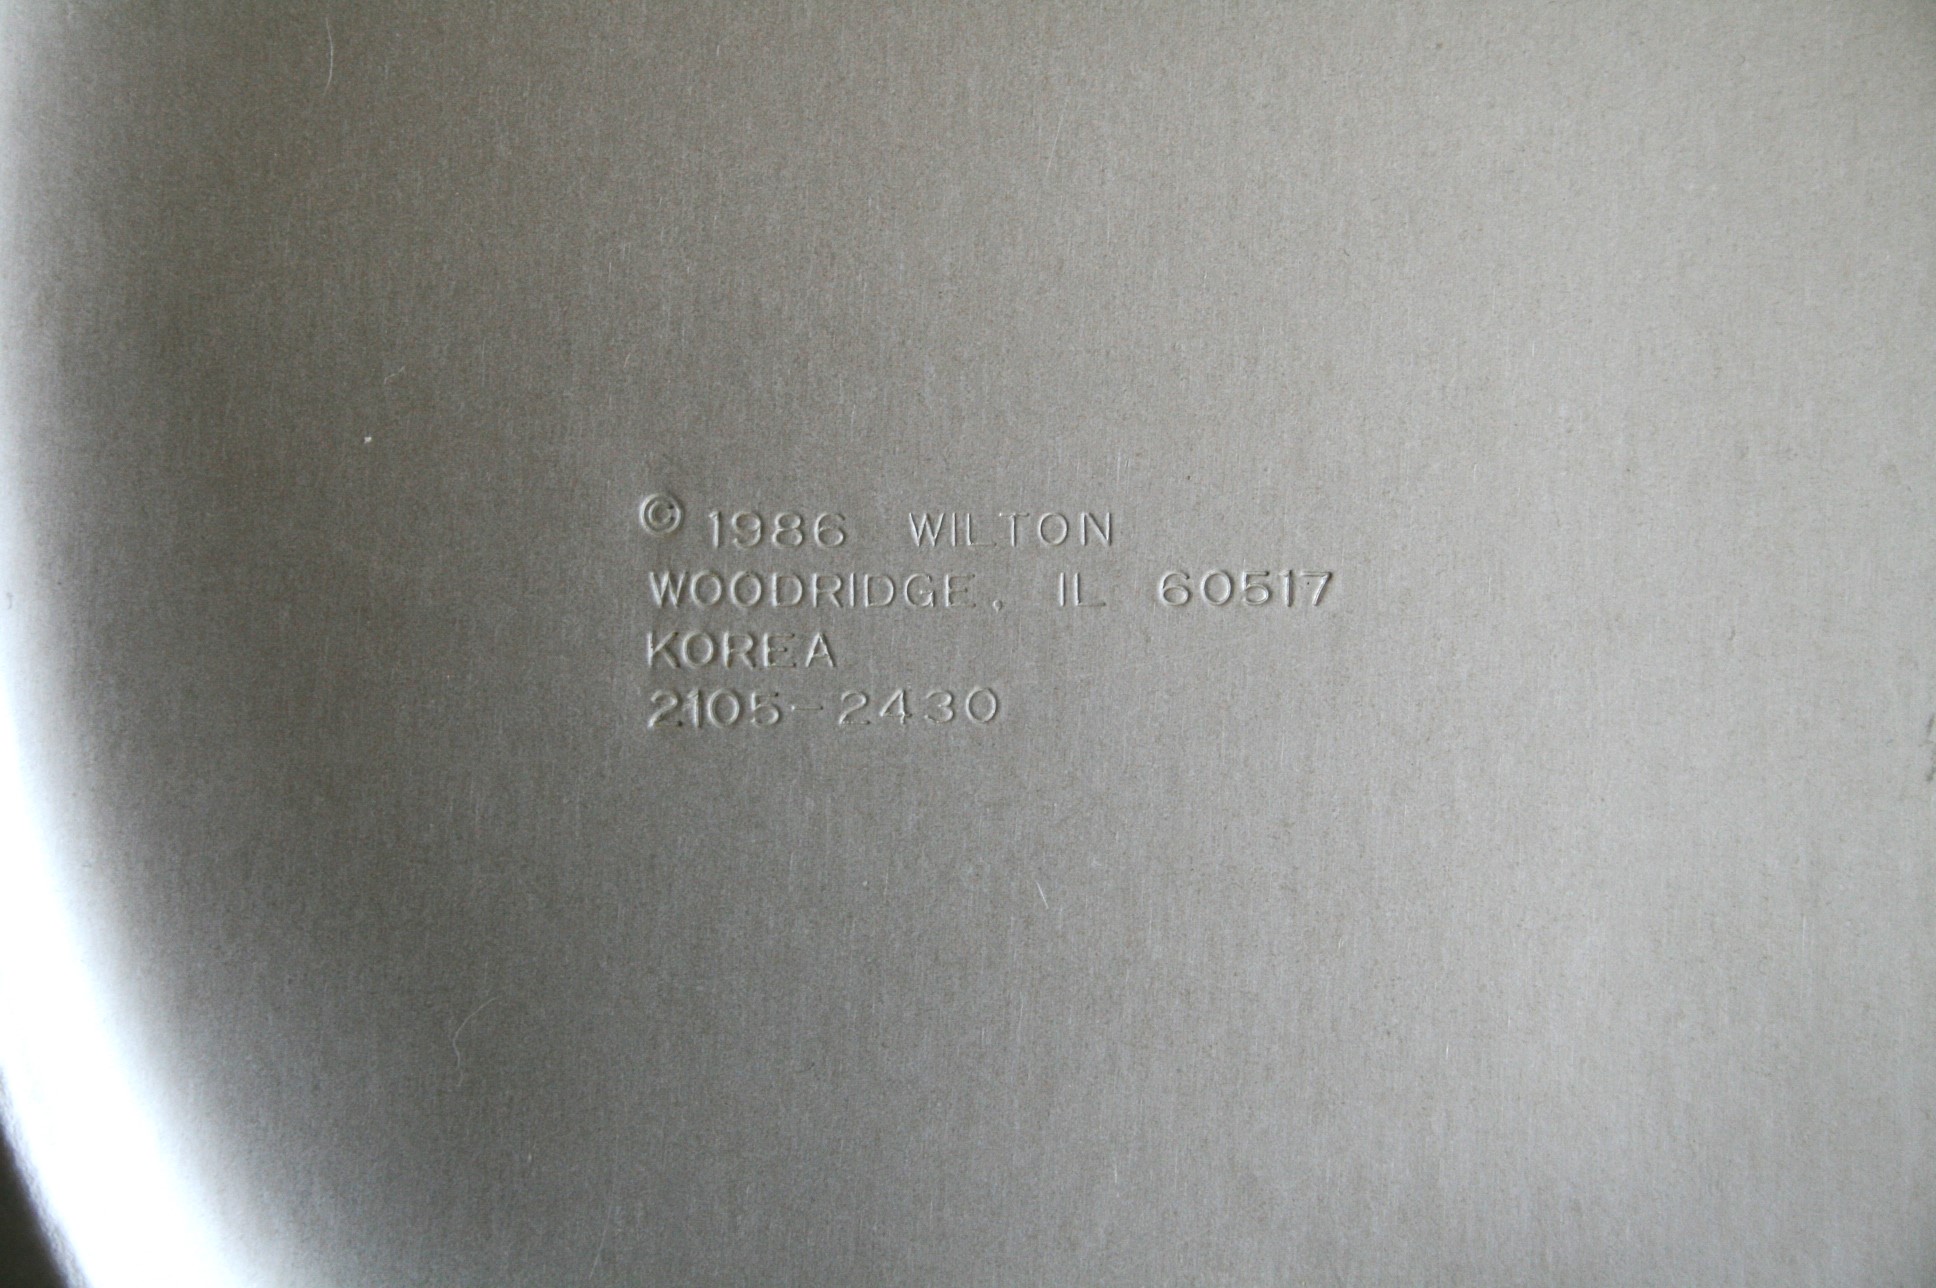 © 1986 WILTON
WOODRIDGE, IL 60517
KOREA
2105-2430